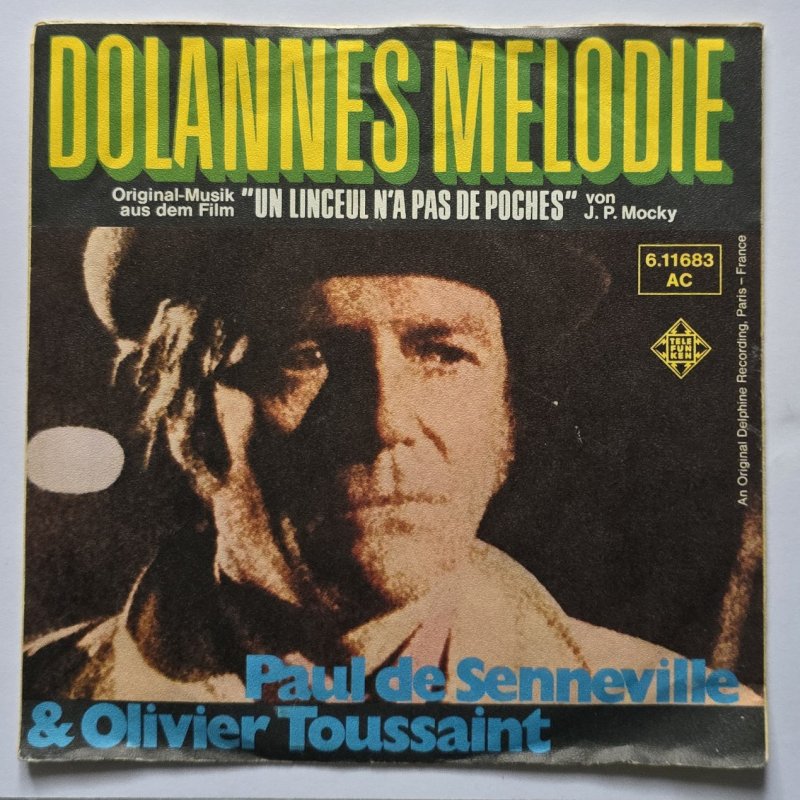 DOLANNES MELODIE
Original-Musik aus dem Film "UN LINCEUL N'A PAS DE POCHES" von J. P. Mocky
6.11683
AC
TELE
FUN
KEN
An Original Delphine Recording, Paris – France
Paul de Senneville
& Olivier Toussaint